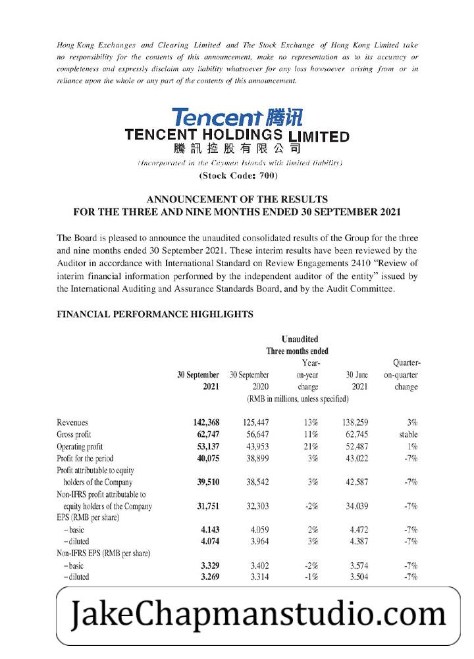 Hong Kong Exchanges and Clearing Limited and The Stock Exchange of Hong Kong Limited take
no responsibility for the contents of this announcement, make no representation as to its accuracy or
completeness and expressly disclaim any liability whatsoever for any loss howsoever arising from or in
reliance upon the whole or any part of the contents of this announcement.
Tencent 腾讯
TENCENT HOLDINGS LIMITED
騰訊控股有限公司
(Incorporated in the Cayman Islands with limited liability)
(Stock Code: 700)
ANNOUNCEMENT OF THE RESULTS
FOR THE THREE AND NINE MONTHS ENDED 30 SEPTEMBER 2021
The Board is pleased to announce the unaudited consolidated results of the Group for the three
and nine months ended 30 September 2021. These interim results have been reviewed by the
Auditor in accordance with International Standard on Review Engagements 2410 “Review of
interim financial information performed by the independent auditor of the entity” issued by
the International Auditing and Assurance Standards Board, and by the Audit Committee.
FINANCIAL PERFORMANCE HIGHLIGHTS
Unaudited
Three months ended
Year- Quarter-
30 September 30 September on-year 30 June on-quarter
2021 2020 change 2021 change
(RMB in millions, unless specified)
Revenues 142,368 125,447 13% 138,259 3%
Gross profit 62,747 56,647 11% 62,745 stable
Operating profit 53,137 43,953 21% 52,487 1%
Profit for the period 40,075 38,899 3% 43,022 -7%
Profit attributable to equity
holders of the Company 39,510 38,542 3% 42,587 -7%
Non-IFRS profit attributable to
equity holders of the Company 31,751 32,303 -2% 34,039 -7%
EPS (RMB per share)
– basic 4.143 4.059 2% 4.472 -7%
– diluted 4.074 3.964 3% 4.387 -7%
Non-IFRS EPS (RMB per share)
– basic 3.329 3.402 -2% 3.574 -7%
– diluted 3.269 3.314 -1% 3.504 -7%
JakeChapmanstudio.com